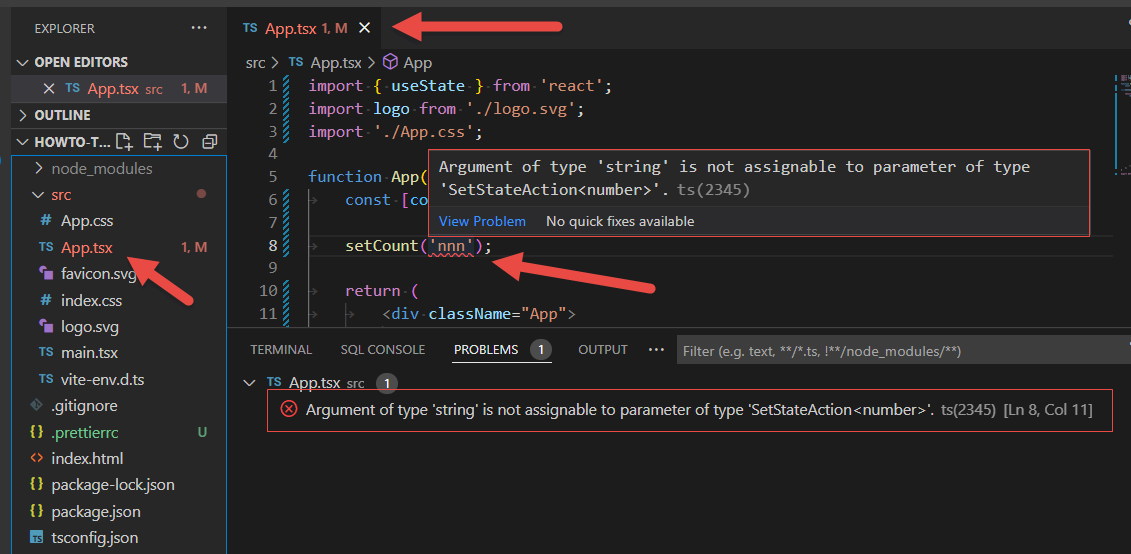 EXPLORER
OPEN EDITORS
App.tsx src 1, M
OUTLINE
HOWTO-T...
node_modules
src
# App.css
TS App.tsx 1, M
favicon.svg
# index.css
logo.svg
TS main.tsx
TS vite-env.d.ts
.gitignore
{} .prettierrc U
<> index.html
{} package-lock.json
{} package.json
tsconfig.json
TS App.tsx 1, M ×
src > TS App.tsx > App
1 import { useState } from 'react';
2 import logo from './logo.svg';
3 import './App.css';
4
5 function App(
6 const [co
Argument of type 'string' is not assignable to parameter of type
'SetStateAction<number>'. ts(2345)
View Problem No quick fixes available
8 setCount('nnn');
9
10 return (
11 <div className="App">
TERMINAL SQL CONSOLE PROBLEMS 1 OUTPUT ... Filter (e.g. text, **/*.ts, !**/node_modules/**)
TS App.tsx src 1
Argument of type 'string' is not assignable to parameter of type 'SetStateAction<number>'. ts(2345) [Ln 8, Col 11]